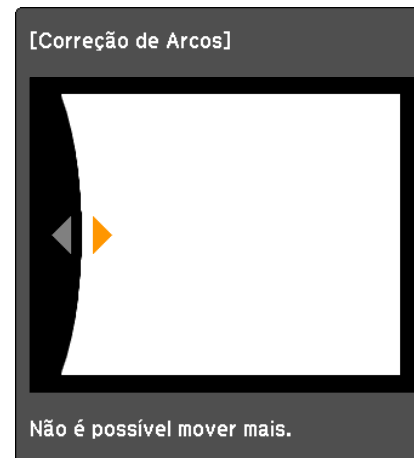 [Correção de Arcos]
Não é possível mover mais.